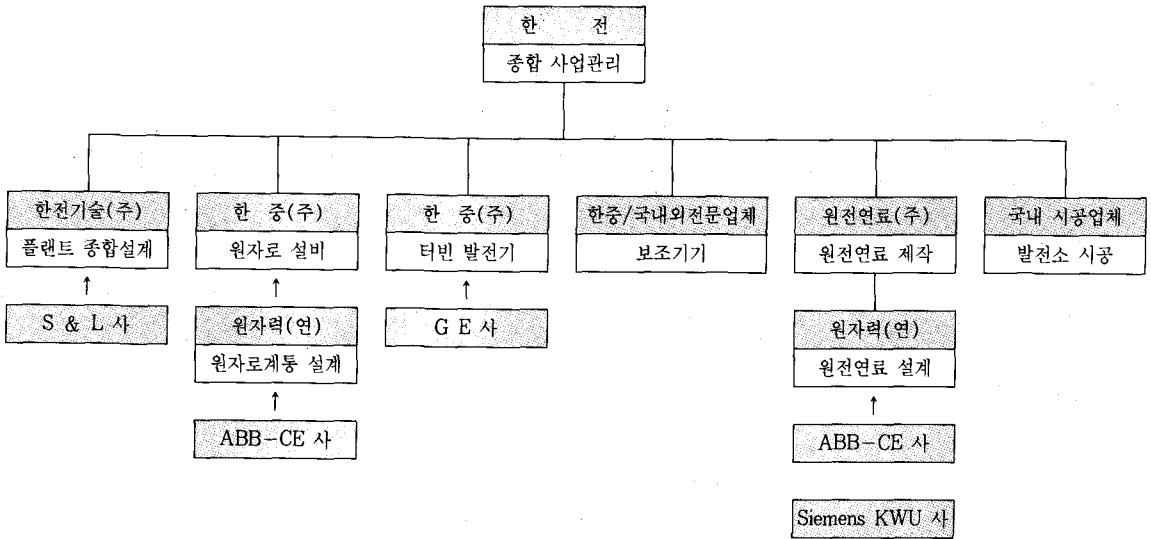 한 전
종합 사업관리
한전기술(주)
플랜트 종합설계
↑
S & L 사
한 중(주)
원자로 설비
↑
원자력(연)
원자로계통 설계
↑
ABB-CE 사
한 중(주)
터빈 발전기
↑
G E 사
한중/국내외전문업체
보조기기
원전연료(주)
원전연료 제작
원자력(연)
원전연료 설계
↑
ABB-CE 사
Siemens KWU 사
국내 시공업체
발전소 시공